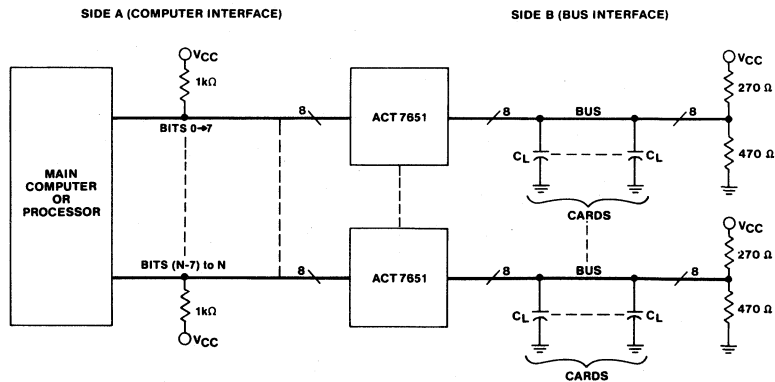 SIDE A (COMPUTER INTERFACE)
SIDE B (BUS INTERFACE)
VCC
1kΩ
8
BITS 0→7
MAIN
COMPUTER
OR
PROCESSOR
ACT 7651
8
BUS
8
VCC
270 Ω
470 Ω
CL
CL
CARDS
BITS (N-7) to N
8
1kΩ
VCC
ACT 7651
8
BUS
8
VCC
270 Ω
470 Ω
CL
CL
CARDS